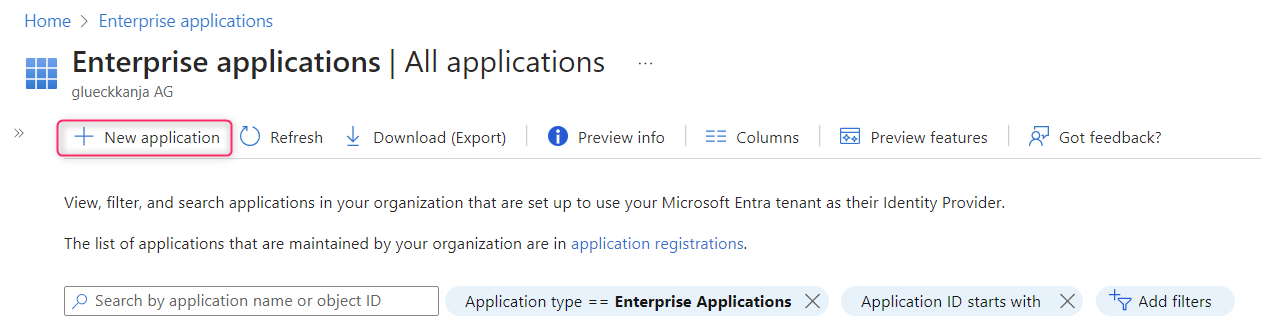 Home > Enterprise applications
Enterprise applications | All applications ...
glueckkanja AG
» + New application Refresh Download (Export) Preview info Columns Preview features Got feedback?
View, filter, and search applications in your organization that are set up to use your Microsoft Entra tenant as their Identity Provider.
The list of applications that are maintained by your organization are in application registrations.
Search by application name or object ID Application type == Enterprise Applications Application ID starts with Add filters